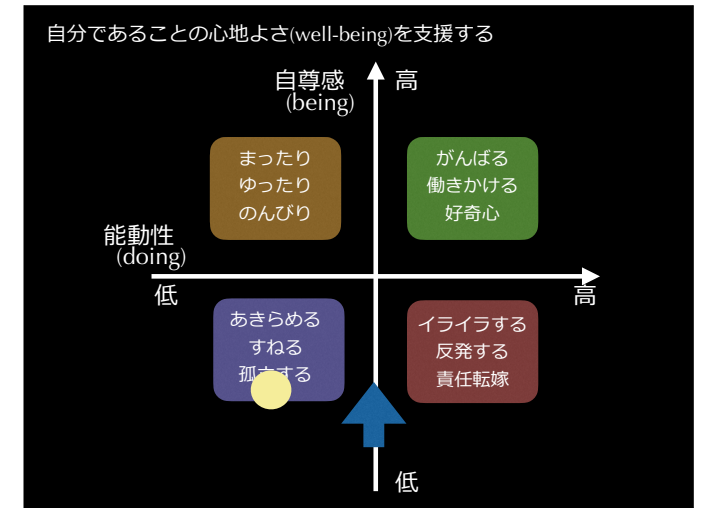 自分であることの心地よさ(well-being)を支援する
自尊感
(being)
高
まったり
ゆったり
のんびり
がんばる
働きかける
好奇心
能動性
(doing)
低
高
あきらめる
すねる
孤立する
イライラする
反発する
責任転嫁
低